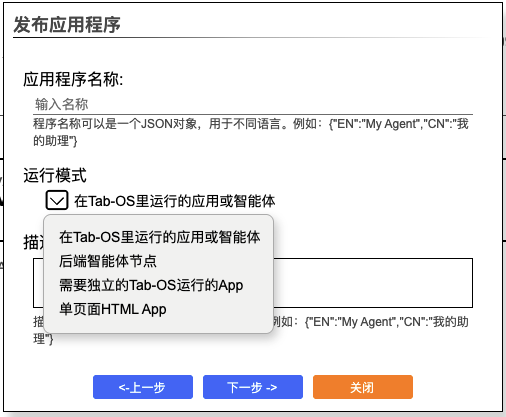 发布应用程序
应用程序名称:
输入名称
程序名称可以是一个JSON对象，用于不同语言。例如：{"EN":"My Agent","CN":"我
的助理"}
运行模式
在Tab-OS里运行的应用或智能体
在Tab-OS里运行的应用或智能体
后端智能体节点
需要独立的Tab-OS运行的App
单页面HTML App
描
例如：{"EN":"My Agent","CN":"我的助
理"}
<-上一步
下一步 ->
关闭